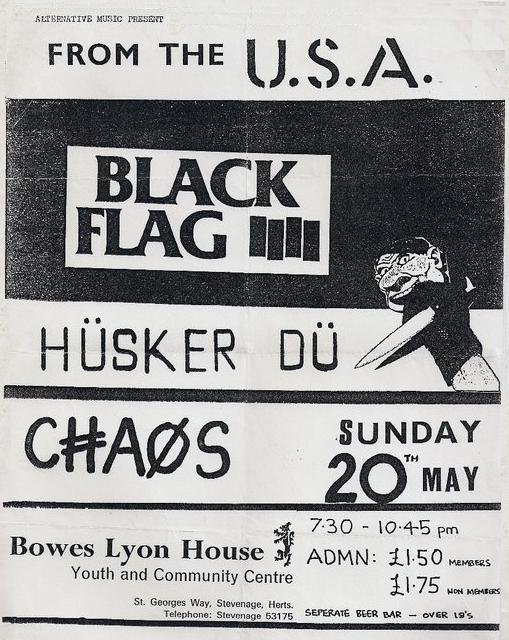 ALTERNATIVE MUSIC PRESENT
FROM THE U.S.A.
BLACK
FLAG
HÜSKER DÜ
CHAØS
SUNDAY
20TH MAY
7.30 - 10.45 pm
Bowes Lyon House
Youth and Community Centre
ADMN: £1.50 MEMBERS
£1.75 NON MEMBERS
St. Georges Way, Stevenage, Herts.
Telephone: Stevenage 53175
SEPERATE BEER BAR — OVER 18'S